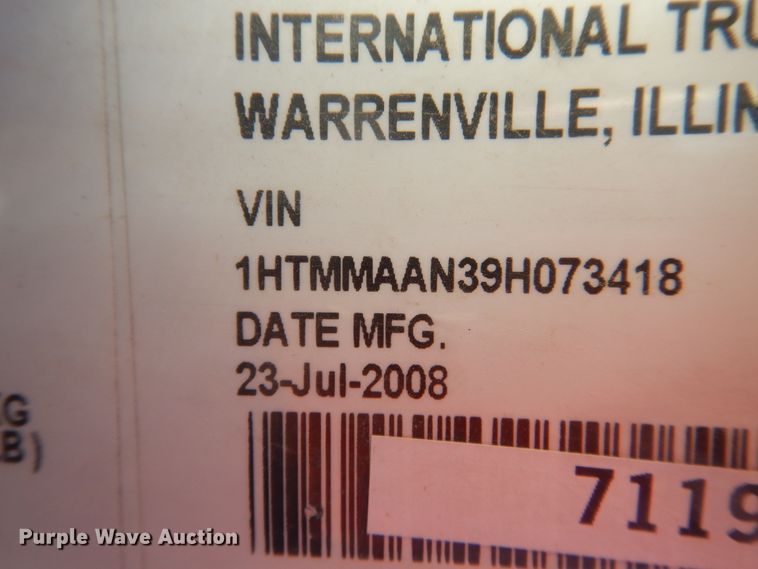 INTERNATIONAL TRU
WARRENVILLE, ILLIN
VIN
1HTMMAAN39H073418
DATE MFG.
23-Jul-2008
G
B)
7119
Purple Wave Auction